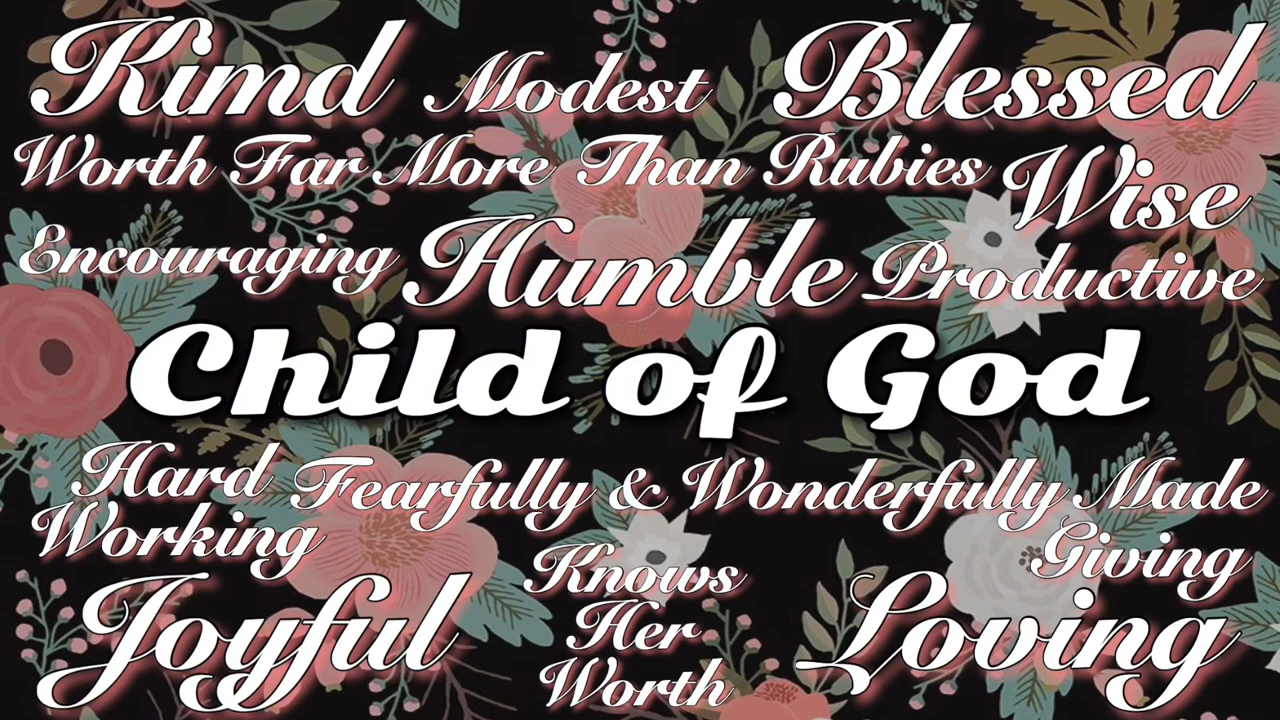 Kimd Modest Blessed
Worth Far More Than Rubies Wise
Encouraging Humble Productive
Child of God
Hard Working
Fearfully & Wonderfully Made
Giving
Joyful
Knows
Her
Worth
Loving